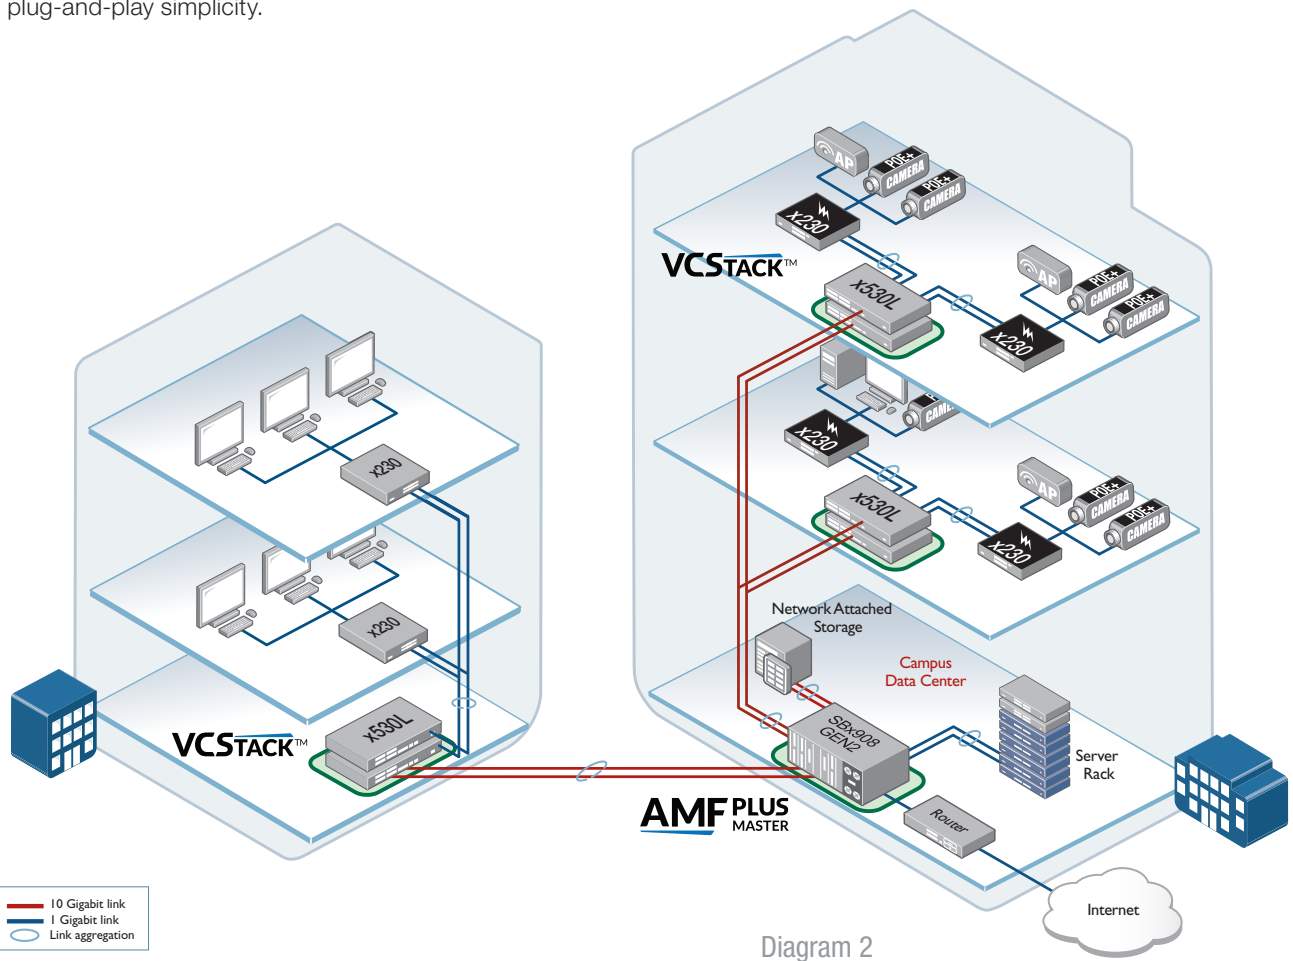 plug-and-play simplicity.
AP
POE+
CAMERA
POE+
CAMERA
x230
VCSTACK™
x530L
AP
POE+
CAMERA
POE+
CAMERA
x230
POE+
CAMERA
x230
x530L
AP
POE+
CAMERA
POE+
CAMERA
x230
x230
x230
Network Attached
Storage
Campus
Data Center
SBx908
GEN2
Server
Rack
VCSTACK™
x530L
AMF PLUS
MASTER
Router
Internet
10 Gigabit link
1 Gigabit link
Link aggregation
Diagram 2